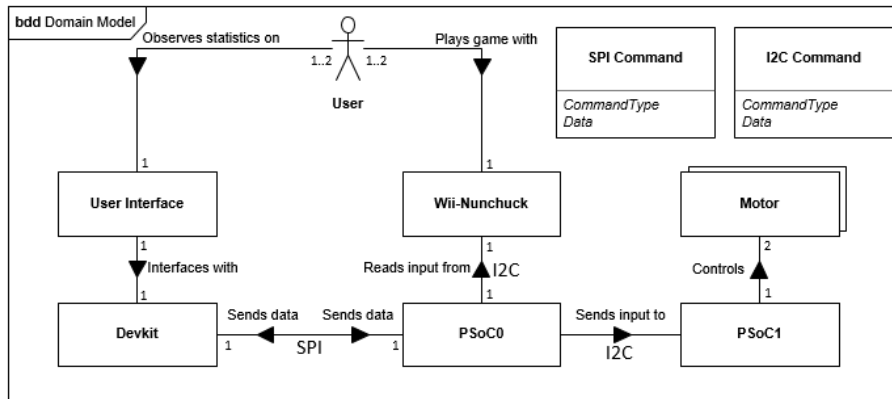 bdd Domain Model
Observes statistics on
Plays game with
1..2
1..2
User
SPI Command
CommandType
Data
I2C Command
CommandType
Data
1
1
User Interface
Wii-Nunchuck
Motor
1
1
2
Interfaces with
Reads input from
I2C
Controls
1
1
1
Sends data
Sends data
Sends input to
Devkit
PSoC0
PSoC1
1
SPI
1
I2C